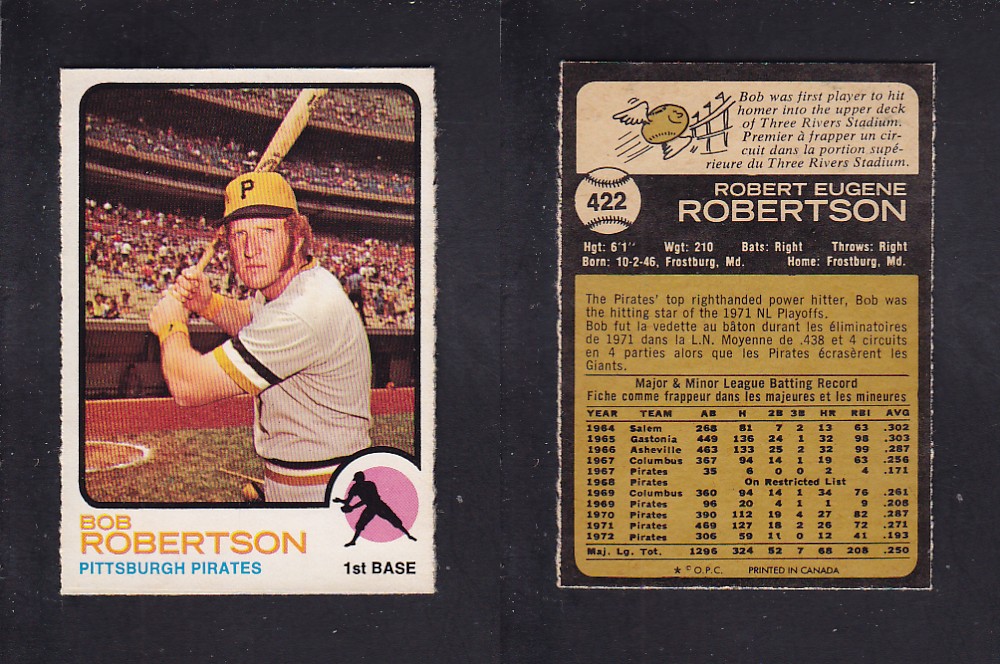 P
BOB
ROBERTSON
PITTSBURGH PIRATES
1st BASE
Bob was first player to hit
homer into the upper deck
of Three Rivers Stadium.
Premier à frapper un cir-
cuit dans la portion supé-
rieure du Three Rivers Stadium.
422
ROBERT EUGENE
ROBERTSON
Hgt: 6'1" Wgt: 210 Bats: Right Throws: Right
Born: 10-2-46, Frostburg, Md. Home: Frostburg, Md.
The Pirates' top righthanded power hitter, Bob was
the hitting star of the 1971 NL Playoffs.
Bob fut la vedette au bâton durant les éliminatoires
de 1971 dans la L.N. Moyenne de .438 et 4 circuits
en 4 parties alors que les Pirates écrasèrent les
Giants.
Major & Minor League Batting Record
Fiche comme frappeur dans les majeures et les mineures
YEAR TEAM AB H 2B 3B HR RBI AVG
1964 Salem 268 81 7 2 13 63 .302
1965 Gastonia 449 136 24 1 32 98 .303
1966 Asheville 463 133 25 2 32 99 .287
1967 Columbus 367 94 14 1 19 63 .256
1967 Pirates 35 6 0 0 2 4 .171
1968 Pirates On Restricted List
1969 Columbus 360 94 14 1 34 76 .261
1969 Pirates 96 20 4 1 1 9 .208
1970 Pirates 390 112 19 4 27 82 .287
1971 Pirates 469 127 18 2 26 72 .271
1972 Pirates 306 59 11 0 12 41 .193
Maj. Lg. Tot. 1296 324 52 7 68 208 .250
★ © O.P.C. PRINTED IN CANADA